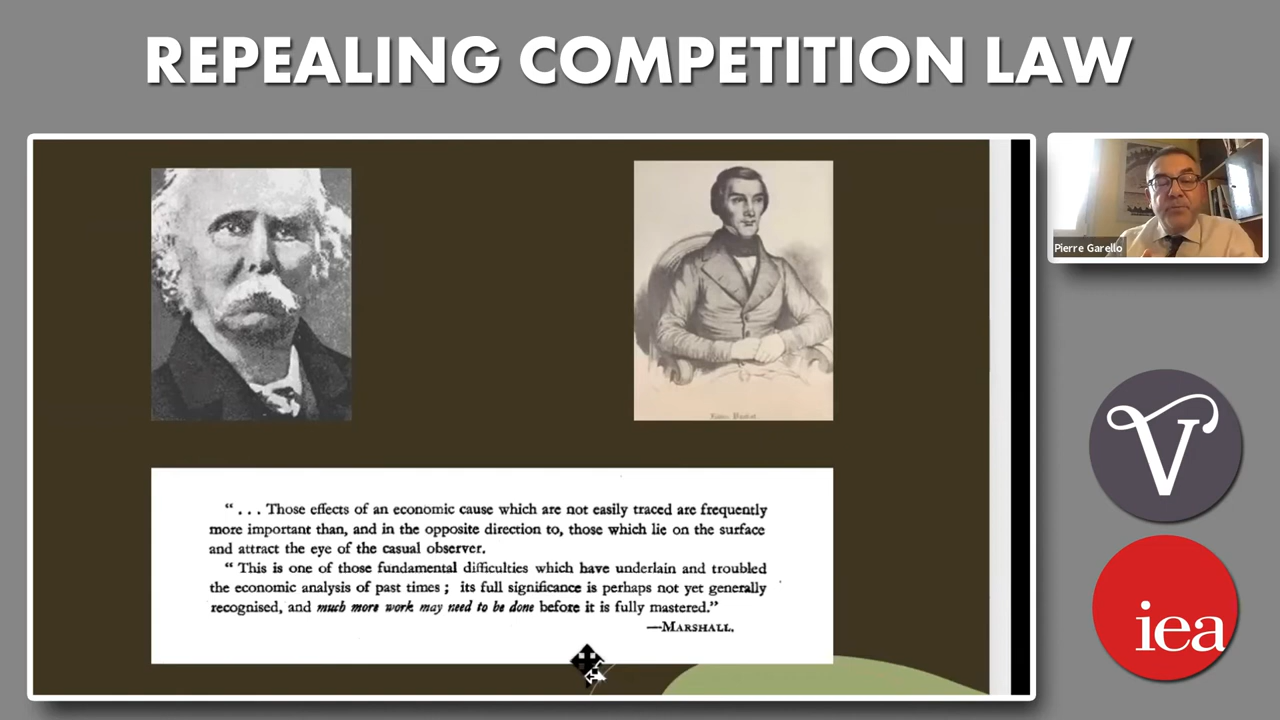 REPEALING COMPETITION LAW
Pierre Garello
“ . . . Those effects of an economic cause which are not easily traced are frequently
more important than, and in the opposite direction to, those which lie on the surface
and attract the eye of the casual observer.
“ This is one of those fundamental difficulties which have underlain and troubled
the economic analysis of past times ; its full significance is perhaps not yet generally
recognised, and much more work may need to be done before it is fully mastered.”
—MARSHALL.
V
iea